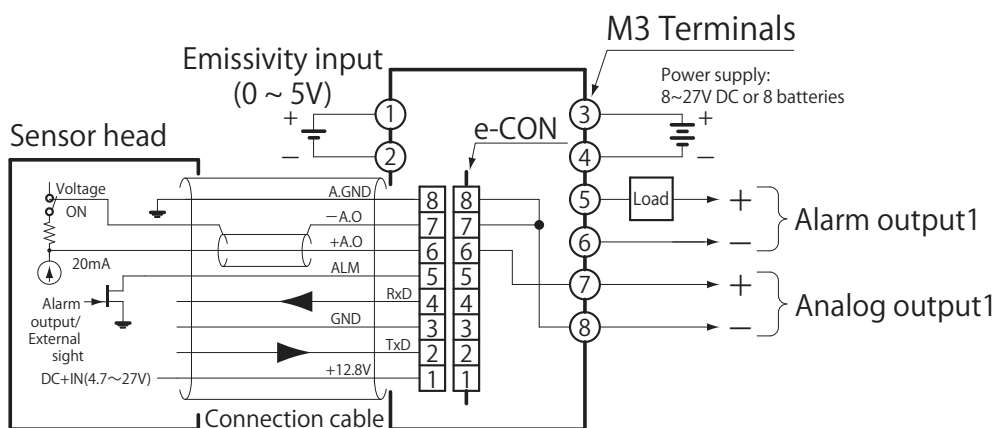 M3 Terminals
Emissivity input
(0 ~ 5V)
Power supply:
8~27V DC or 8 batteries
+
−
1
2
3
4
+
−
Sensor head
e-CON
Voltage
ON
20mA
Alarm
output/
External
sight
DC+IN(4.7～27V)
A.GND
−A.O
+A.O
ALM
RxD
GND
TxD
+12.8V
8
7
6
5
4
3
2
1
8
7
6
5
4
3
2
1
5
Load
+
6
−
Alarm output1
7
+
8
−
Analog output1
Connection cable